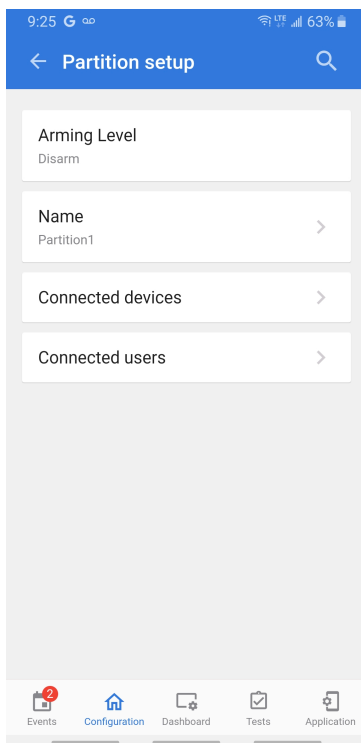 9:25 G LTE 63%
Partition setup
Arming Level
Disarm
Name
Partition1
Connected devices
Connected users
2
Events Configuration Dashboard Tests Application